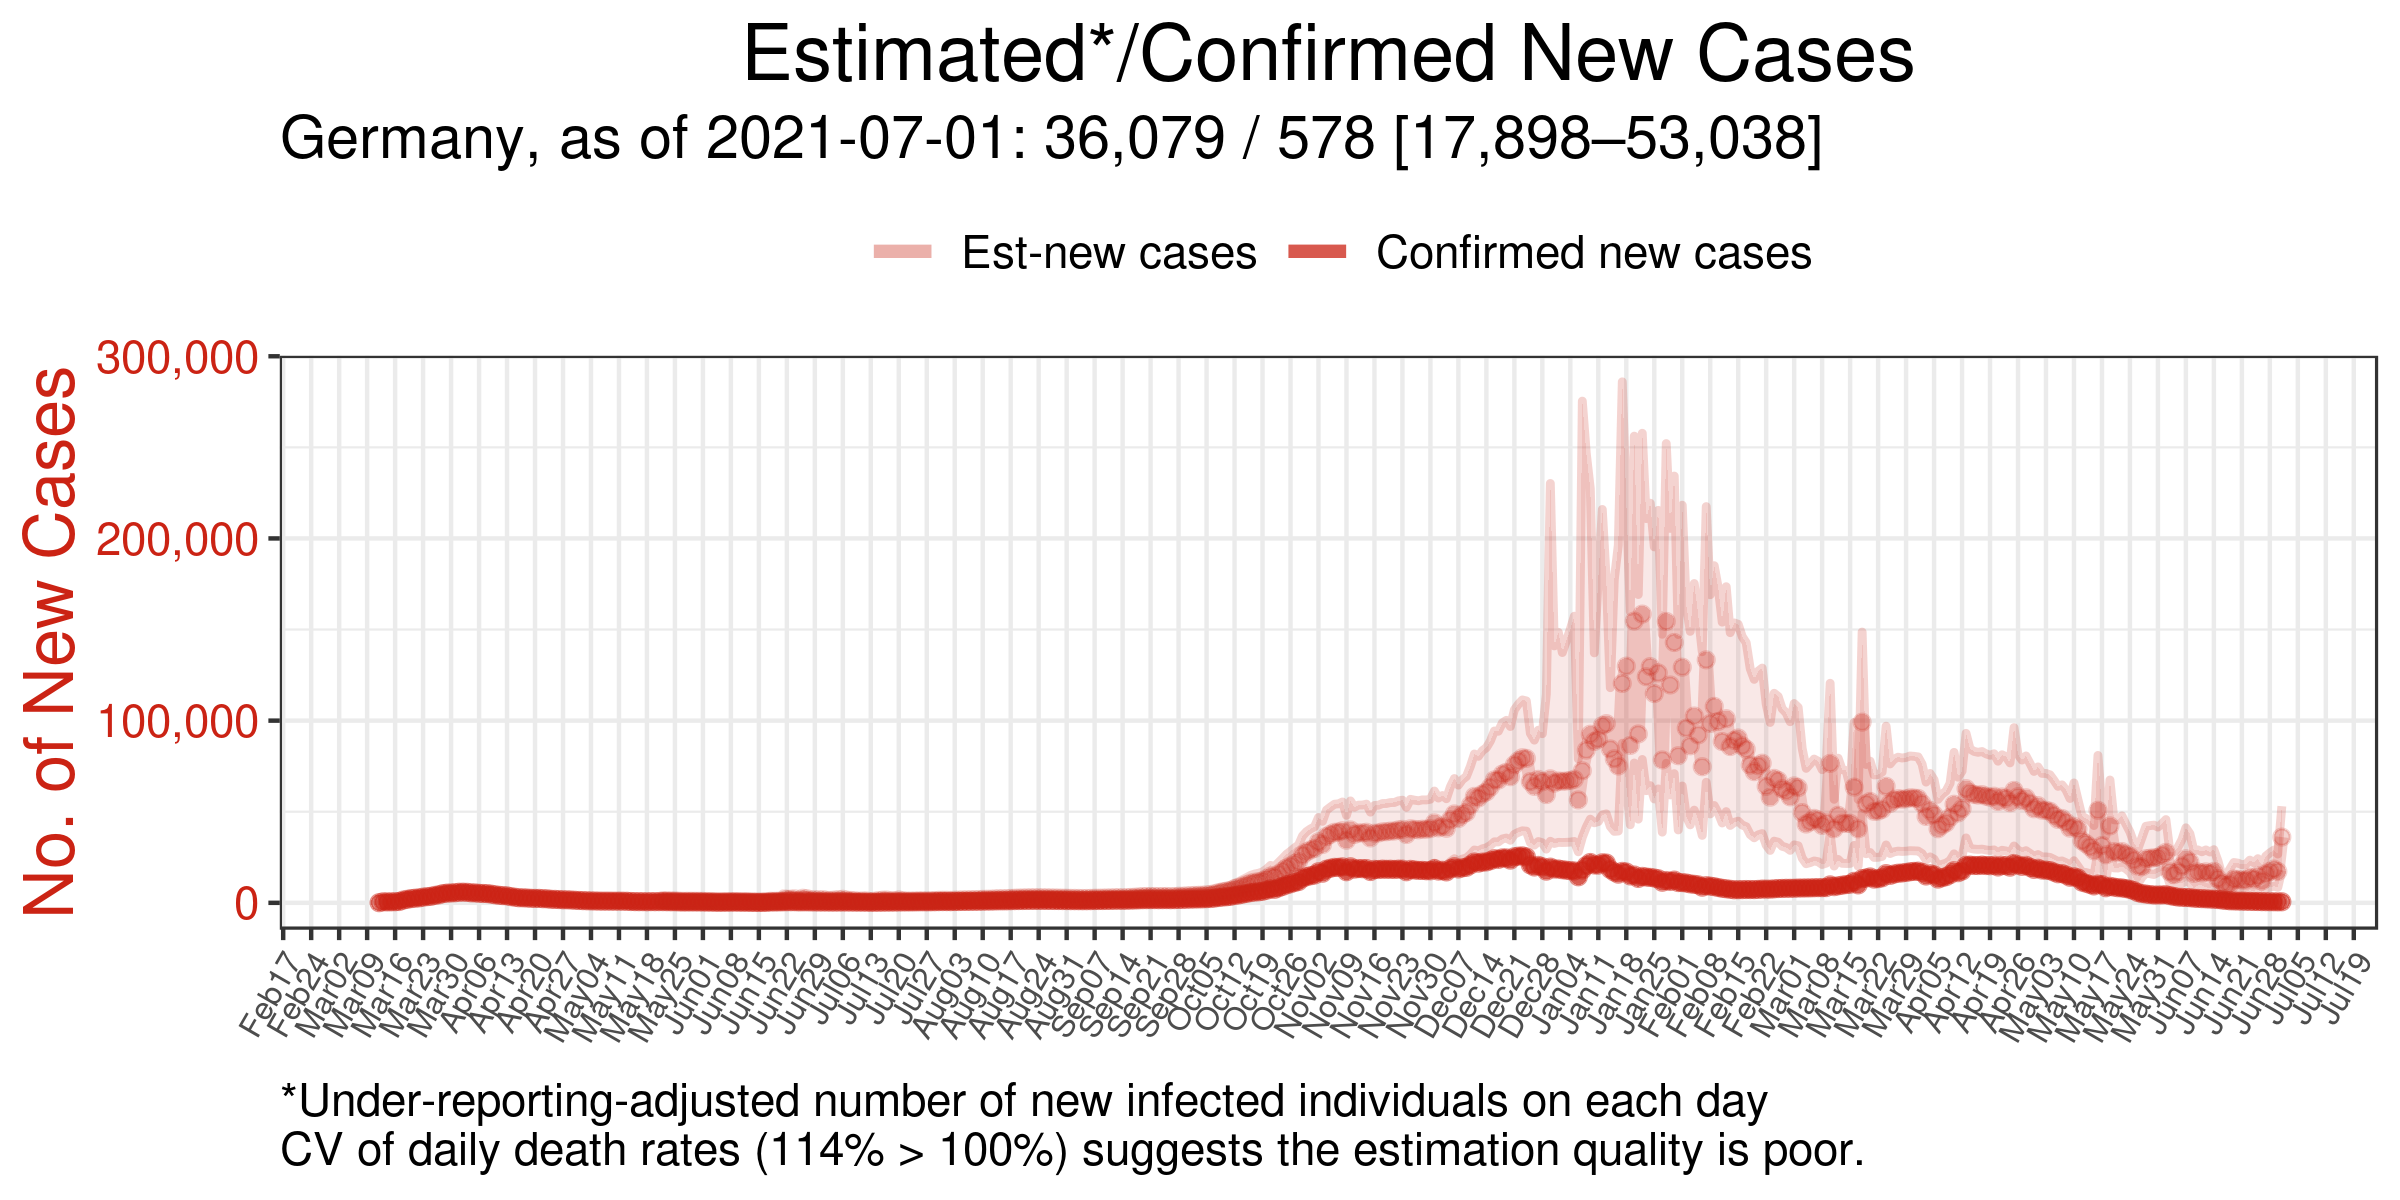 Estimated*/Confirmed New Cases
Germany, as of 2021-07-01: 36,079 / 578 [17,898–53,038]
Est-new cases Confirmed new cases
No. of New Cases
300,000
200,000
100,000
0
Feb17 Feb24 Mar02 Mar09 Mar16 Mar23 Mar30 Apr06 Apr13 Apr20 Apr27 May04 May11 May18 May25 Jun01 Jun08 Jun15 Jun22 Jun29 Jul06 Jul13 Jul20 Jul27 Aug03 Aug10 Aug17 Aug24 Aug31 Sep07 Sep14 Sep21 Sep28 Oct05 Oct12 Oct19 Oct26 Nov02 Nov09 Nov16 Nov23 Nov30 Dec07 Dec14 Dec21 Dec28 Jan04 Jan11 Jan18 Jan25 Feb01 Feb08 Feb15 Feb22 Mar01 Mar08 Mar15 Mar22 Mar29 Apr05 Apr12 Apr19 Apr26 May03 May10 May17 May24 May31 Jun07 Jun14 Jun21 Jun28 Jul05 Jul12 Jul19
*Under-reporting-adjusted number of new infected individuals on each day
CV of daily death rates (114% > 100%) suggests the estimation quality is poor.